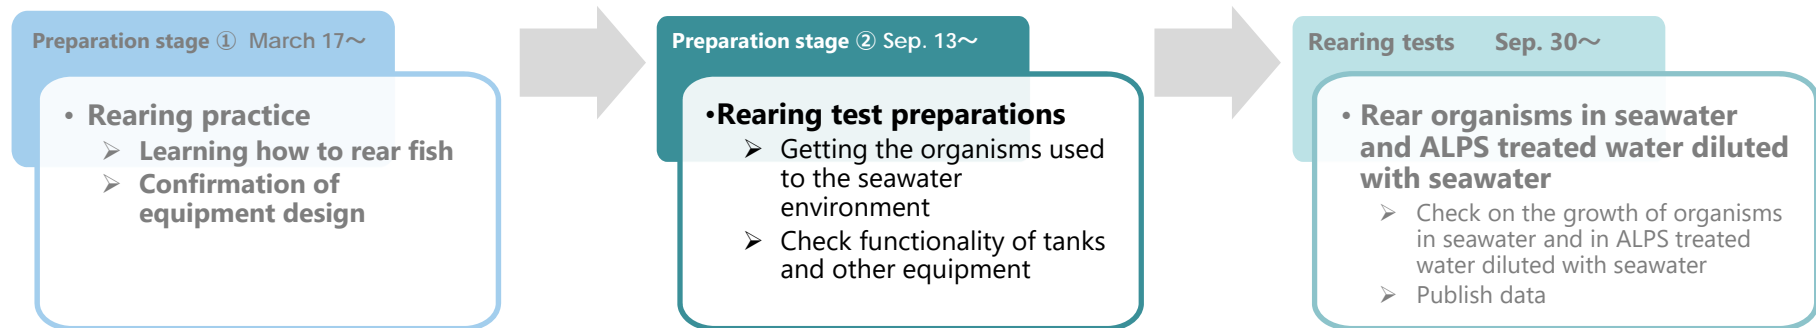 Preparation stage ① March 17～
• Rearing practice
➢ Learning how to rear fish
➢ Confirmation of
equipment design
Preparation stage ② Sep. 13～
•Rearing test preparations
➢ Getting the organisms used
to the seawater
environment
➢ Check functionality of tanks
and other equipment
Rearing tests Sep. 30～
• Rear organisms in seawater
and ALPS treated water diluted
with seawater
➢ Check on the growth of organisms
in seawater and in ALPS treated
water diluted with seawater
➢ Publish data